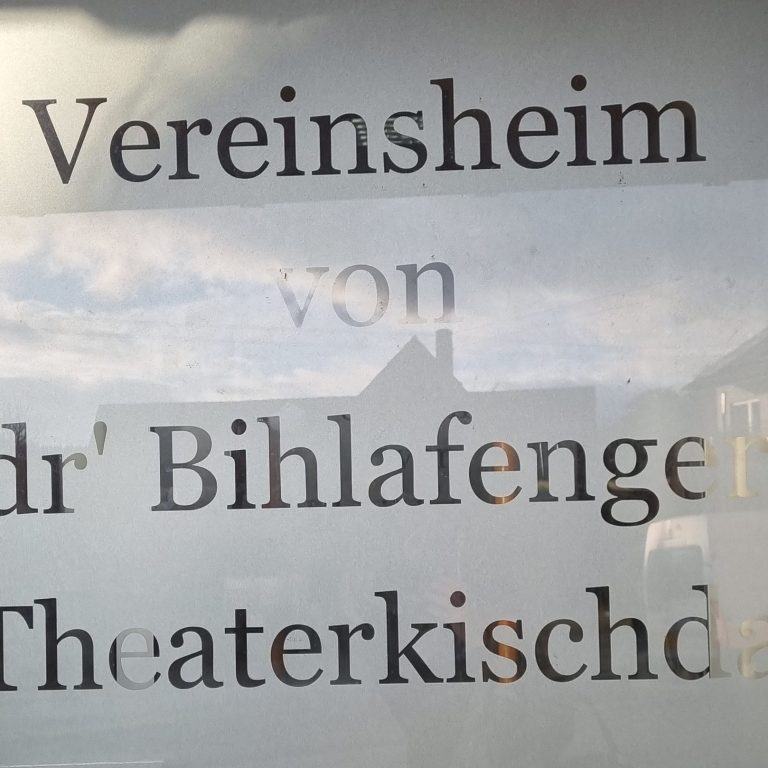 Vereinsheim
von
dr' Bihlafenger
Theaterkischda